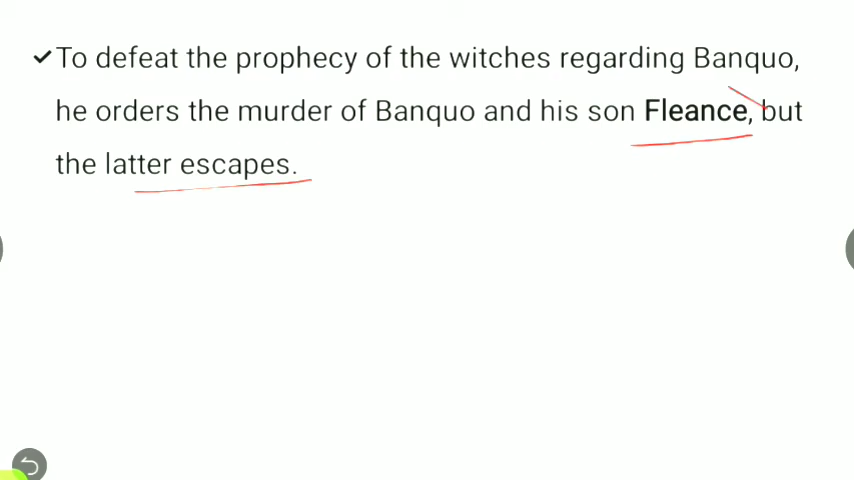 ✓To defeat the prophecy of the witches regarding Banquo,
he orders the murder of Banquo and his son Fleance, but
the latter escapes.